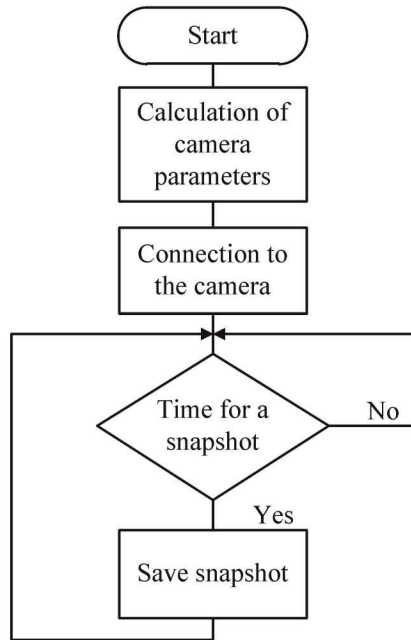 Start
Calculation of
camera
parameters
Connection to
the camera
Time for a
snapshot
No
Yes
Save snapshot